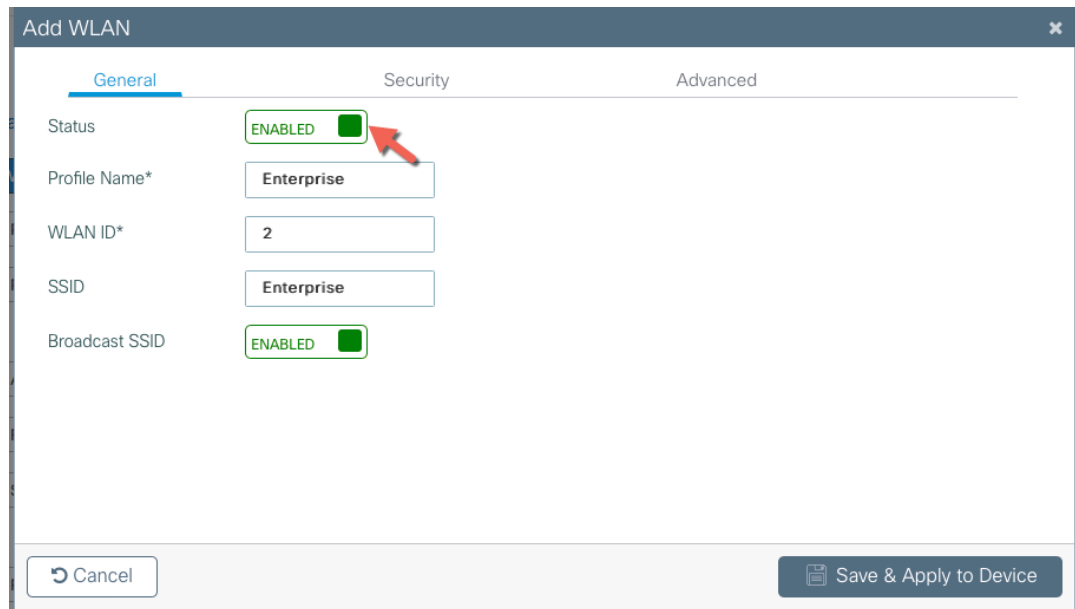 Add WLAN
General Security Advanced
Status ENABLED
Profile Name* Enterprise
WLAN ID* 2
SSID Enterprise
Broadcast SSID ENABLED
Cancel Save & Apply to Device